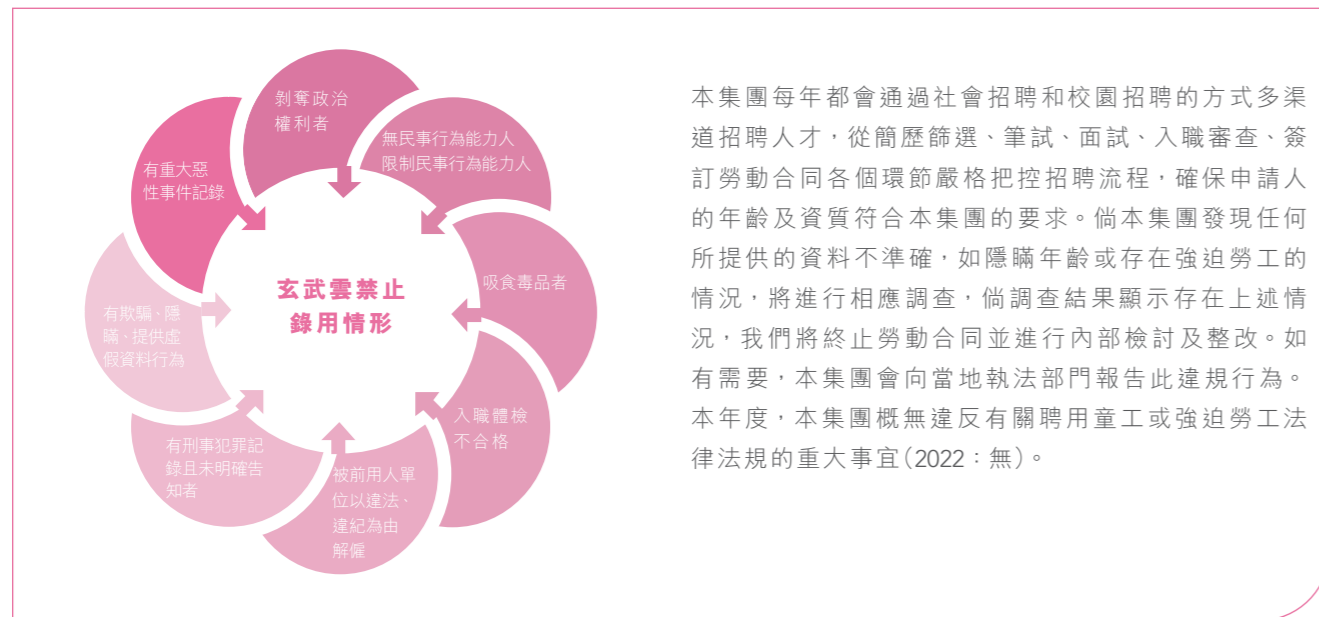 剝奪政治
權利者
無民事行為能力人
限制民事行為能力人
吸食毒品者
入職體檢
不合格
被前用人單
位以違法、
違紀為由
解僱
有刑事犯罪記
錄且未明確告
知者
有欺騙、隱
瞞、提供虛
假資料行為
有重大惡
性事件記錄
玄武雲禁止
錄用情形
本集團每年都會通過社會招聘和校園招聘的方式多渠
道招聘人才，從簡歷篩選、筆試、面試、入職審查、簽
訂勞動合同各個環節嚴格把控招聘流程，確保申請人
的年齡及資質符合本集團的要求。倘本集團發現任何
所提供的資料不準確，如隱瞞年齡或存在強迫勞工的
情況，將進行相應調查，倘調查結果顯示存在上述情
況，我們將終止勞動合同並進行內部檢討及整改。如
有需要，本集團會向當地執法部門報告此違規行為。
本年度，本集團概無違反有關聘用童工或強迫勞工法
律法規的重大事宜（2022：無）。